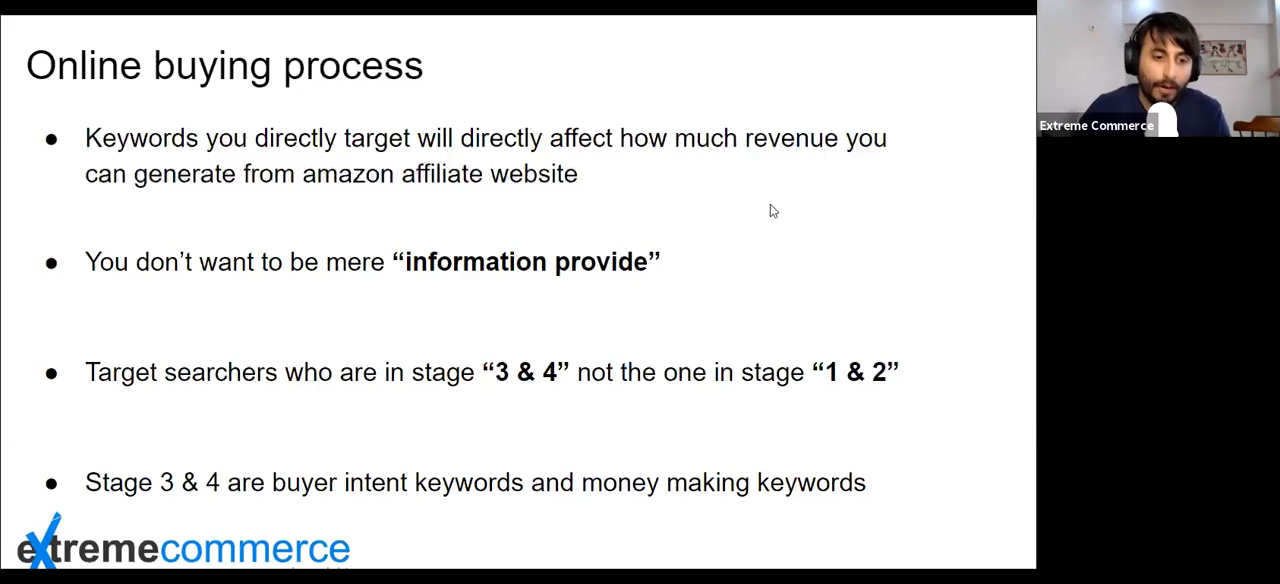 Online buying process
● Keywords you directly target will directly affect how much revenue you
can generate from amazon affiliate website
● You don’t want to be mere “information provide”
● Target searchers who are in stage “3 & 4” not the one in stage “1 & 2”
● Stage 3 & 4 are buyer intent keywords and money making keywords
extremecommerce
Extreme Commerce